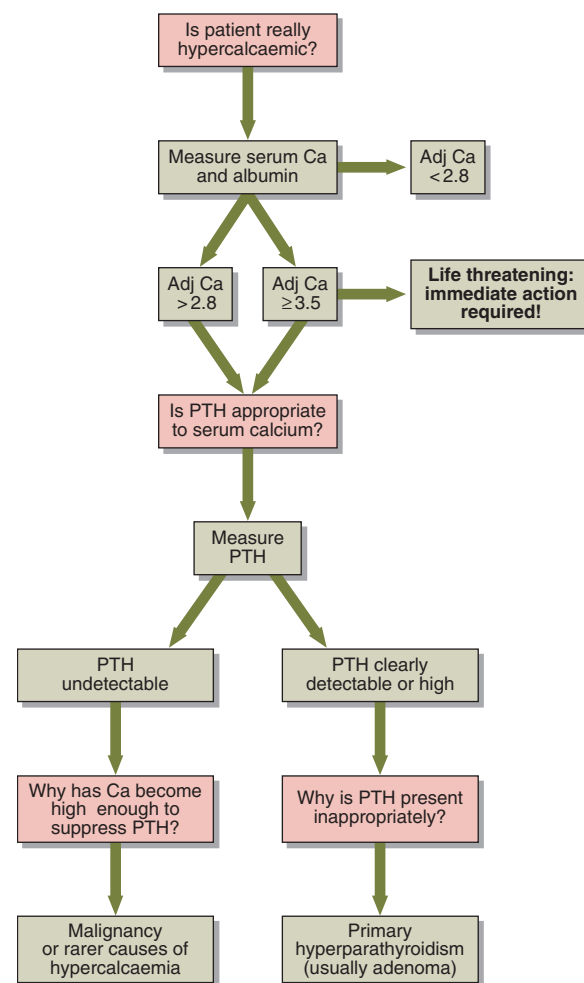 Is patient really
hypercalcaemic?
Measure serum Ca
and albumin
Adj Ca
<2.8
Adj Ca
>2.8
Adj Ca
≥3.5
Life threatening:
immediate action
required!
Is PTH appropriate
to serum calcium?
Measure
PTH
PTH
undetectable
PTH clearly
detectable or high
Why has Ca become
high enough to
suppress PTH?
Why is PTH present
inappropriately?
Malignancy
or rarer causes of
hypercalcaemia
Primary
hyperparathyroidism
(usually adenoma)